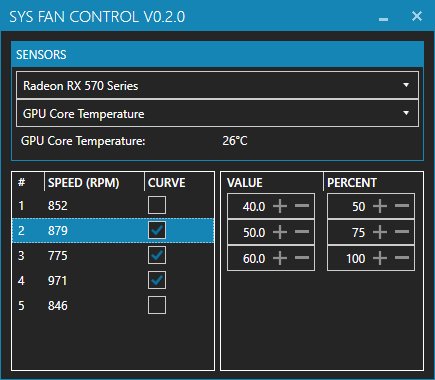 SYS FAN CONTROL V0.2.0
SENSORS
Radeon RX 570 Series
GPU Core Temperature
GPU Core Temperature: 26°C
# SPEED (RPM) CURVE
1 852
2 879
3 775
4 971
5 846
VALUE PERCENT
40.0 + − 50 + −
50.0 + − 75 + −
60.0 + − 100 + −